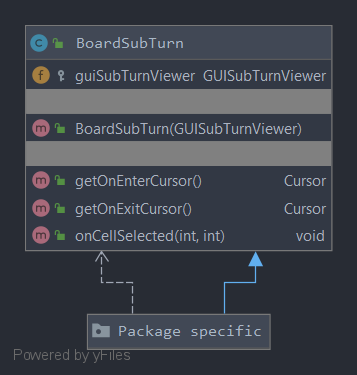 BoardSubTurn
guiSubTurnViewer GUISubTurnViewer
BoardSubTurn(GUISubTurnViewer)
getOnEnterCursor() Cursor
getOnExitCursor() Cursor
onCellSelected(int, int) void
Package specific
Powered by yFiles